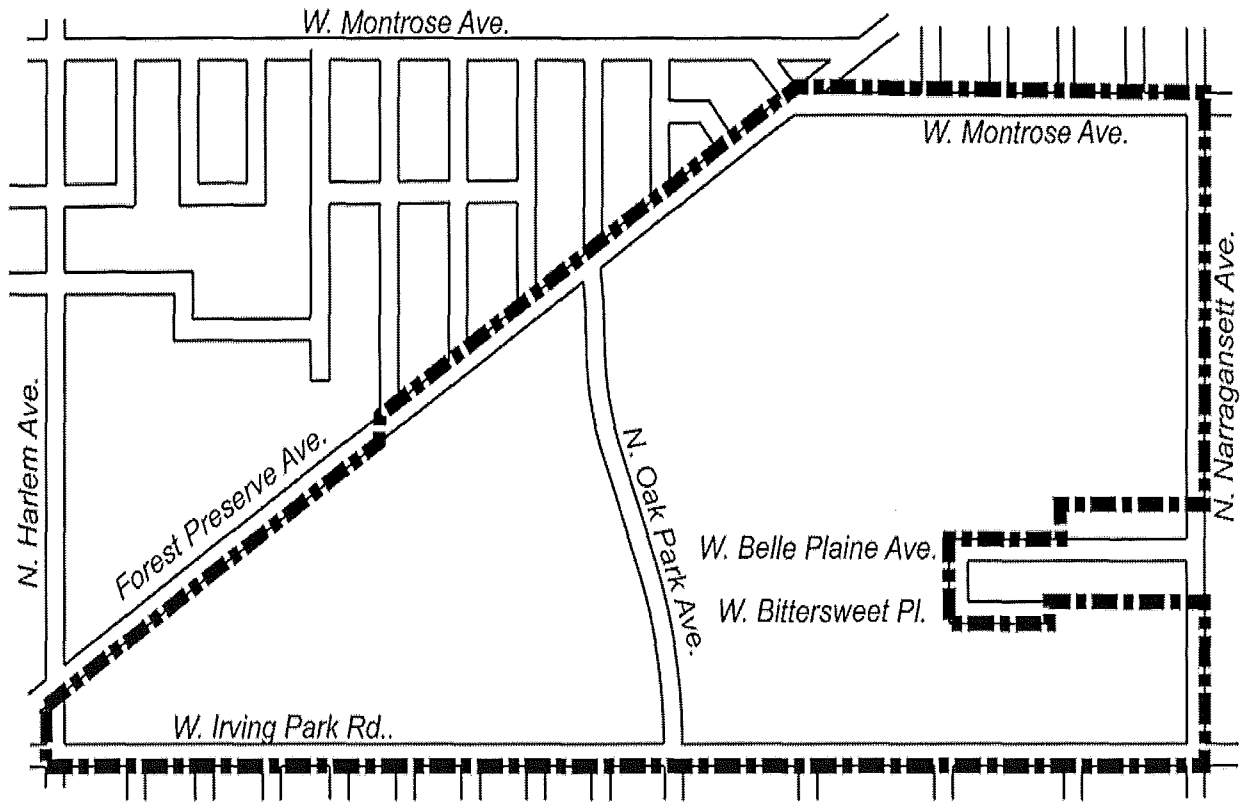 W. Montrose Ave.
W. Montrose Ave.
N. Harlem Ave.
Forest Preserve Ave.
N. Oak Park Ave.
N. Narragansett Ave.
W. Belle Plaine Ave.
W. Bittersweet Pl.
W. Irving Park Rd..